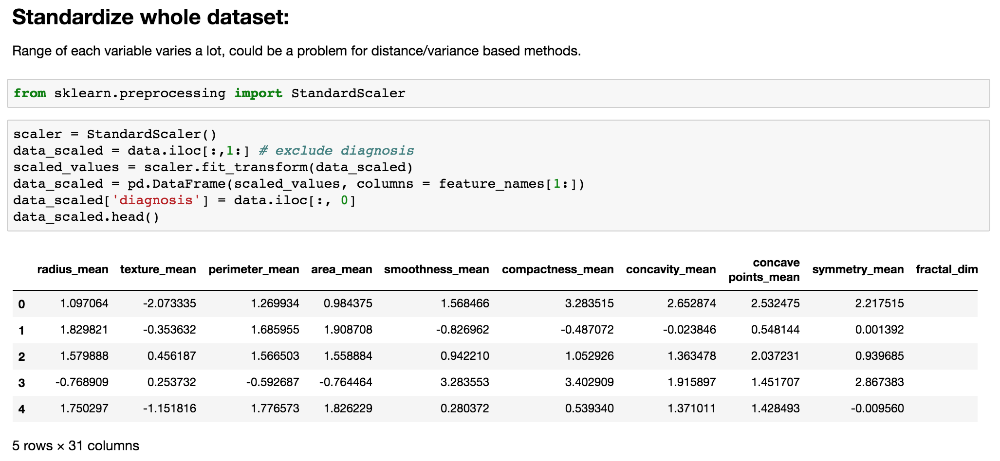 Standardize whole dataset:
Range of each variable varies a lot, could be a problem for distance/variance based methods.
from sklearn.preprocessing import StandardScaler
scaler = StandardScaler()
data_scaled = data.iloc[:,1:] # exclude diagnosis
scaled_values = scaler.fit_transform(data_scaled)
data_scaled = pd.DataFrame(scaled_values, columns = feature_names[1:])
data_scaled['diagnosis'] = data.iloc[:, 0]
data_scaled.head()
radius_mean texture_mean perimeter_mean area_mean smoothness_mean compactness_mean concavity_mean concave points_mean symmetry_mean fractal_dim
0 1.097064 -2.073335 1.269934 0.984375 1.568466 3.283515 2.652874 2.532475 2.217515
1 1.829821 -0.353632 1.685955 1.908708 -0.826962 -0.487072 -0.023846 0.548144 0.001392
2 1.579888 0.456187 1.566503 1.558884 0.942210 1.052926 1.363478 2.037231 0.939685
3 -0.768909 0.253732 -0.592687 -0.764464 3.283553 3.402909 1.915897 1.451707 2.867383
4 1.750297 -1.151816 1.776573 1.826229 0.280372 0.539340 1.371011 1.428493 -0.009560
5 rows × 31 columns